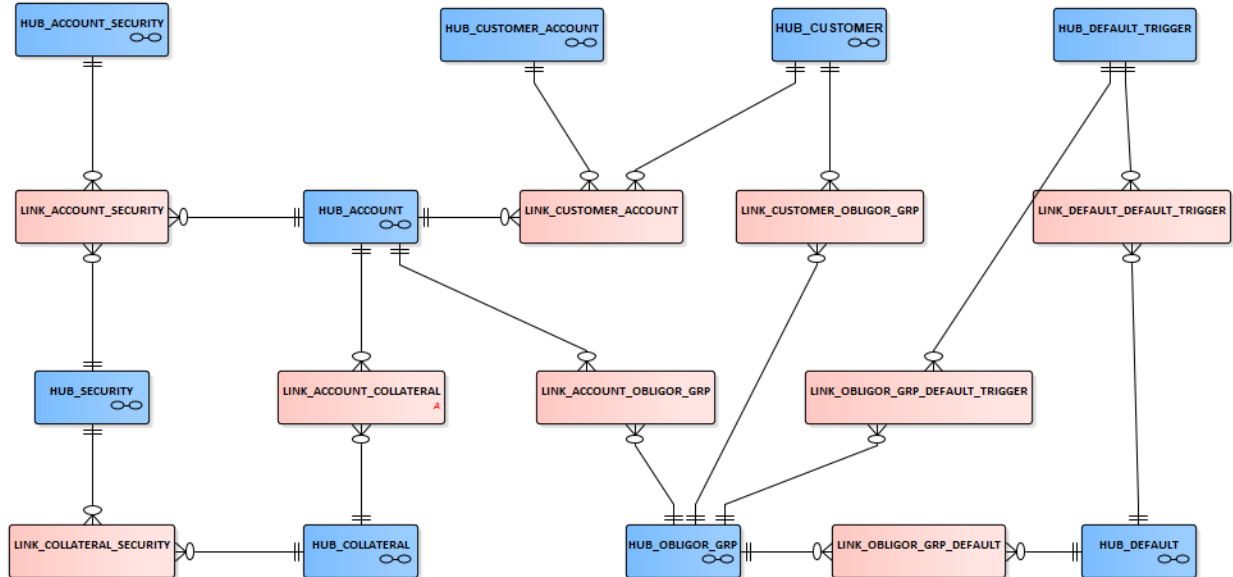 HUB_ACCOUNT_SECURITY
HUB_CUSTOMER_ACCOUNT
HUB_CUSTOMER
HUB_DEFAULT_TRIGGER
LINK_ACCOUNT_SECURITY
HUB_ACCOUNT
LINK_CUSTOMER_ACCOUNT
LINK_CUSTOMER_OBLIGOR_GRP
LINK_DEFAULT_DEFAULT_TRIGGER
HUB_SECURITY
LINK_ACCOUNT_COLLATERAL
A
LINK_ACCOUNT_OBLIGOR_GRP
LINK_OBLIGOR_GRP_DEFAULT_TRIGGER
LINK_COLLATERAL_SECURITY
HUB_COLLATERAL
HUB_OBLIGOR_GRP
LINK_OBLIGOR_GRP_DEFAULT
HUB_DEFAULT